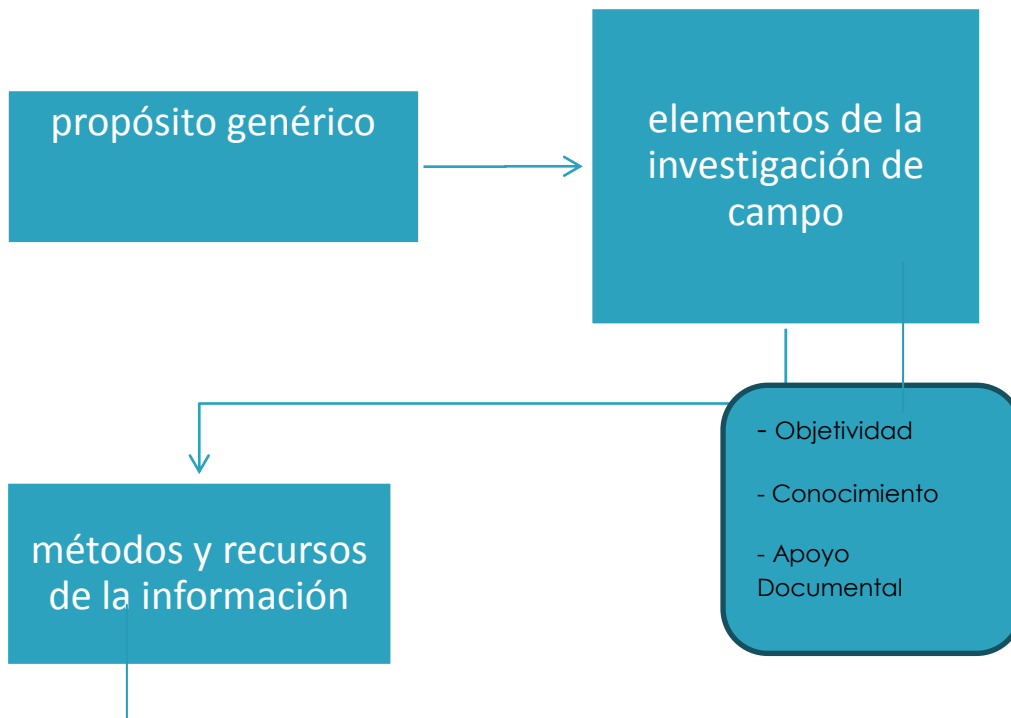 propósito genérico
elementos de la
investigación de
campo
- Objetividad
- Conocimiento
- Apoyo
Documental
métodos y recursos
de la información